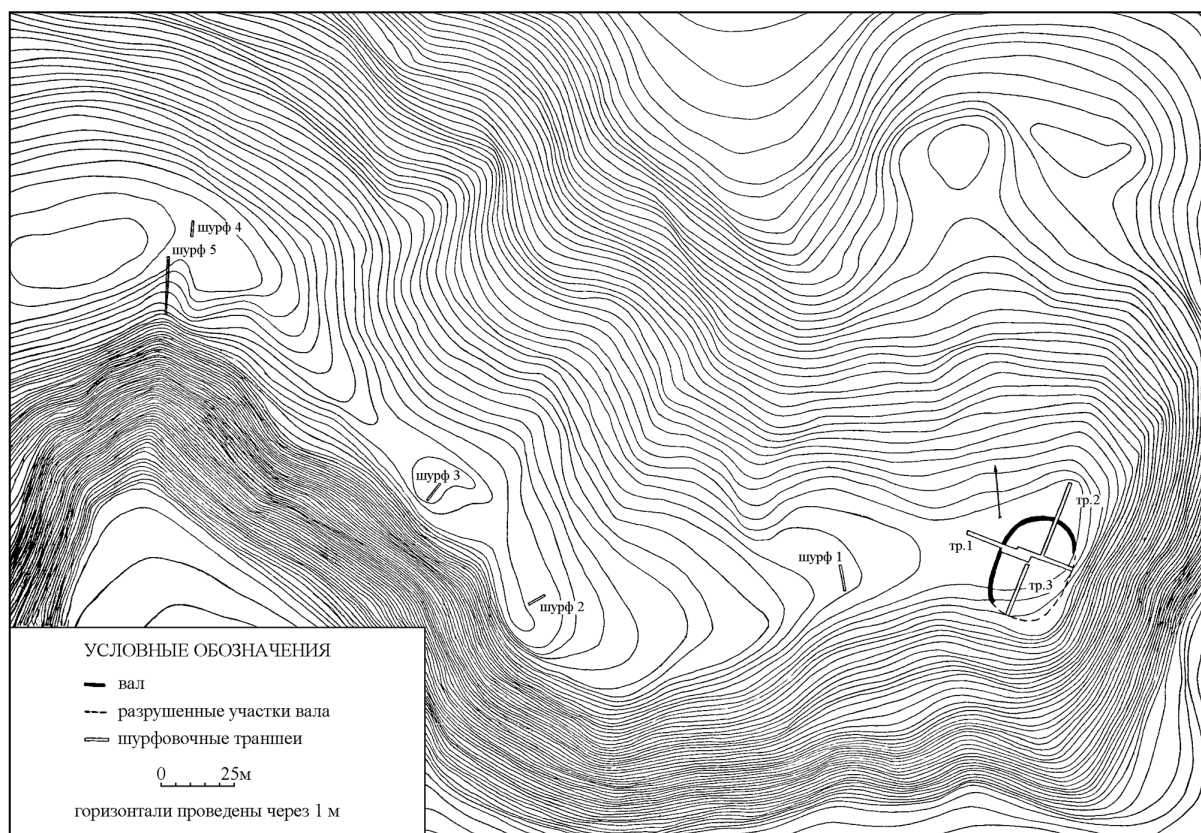 шурф 4
шурф 5
шурф 3
тр.2
тр.1
шурф 1
тр.3
шурф 2
УСЛОВНЫЕ ОБОЗНАЧЕНИЯ
вал
разрушенные участки вала
шурфовочные траншеи
0 25м
горизонтали проведены через 1 м